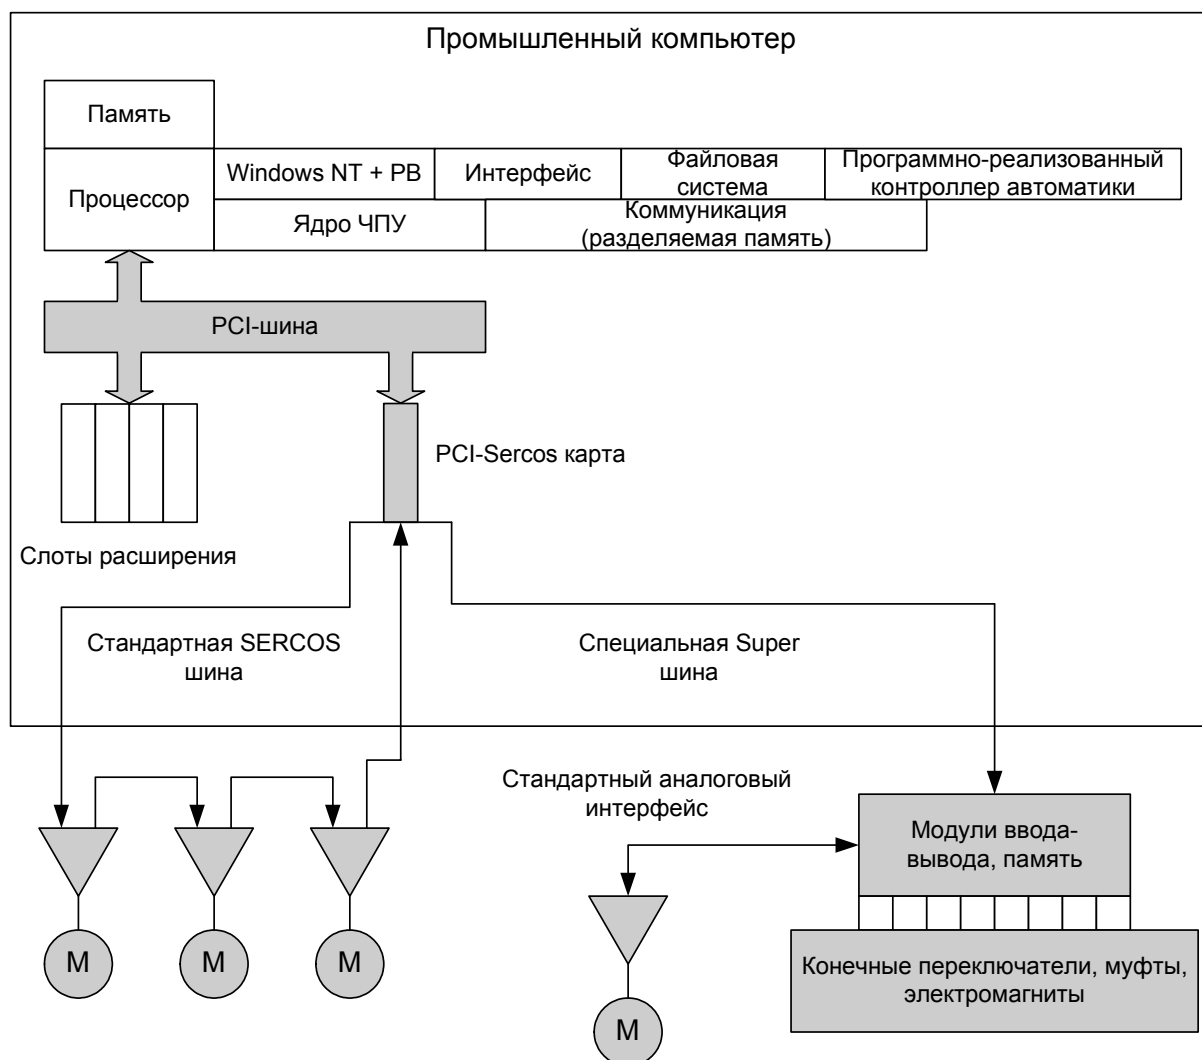 Промышленный компьютер
Память
Процессор
Windows NT + РВ
Интерфейс
Файловая
система
Программно-реализованный
контроллер автоматики
Ядро ЧПУ
Коммуникация
(разделяемая память)
PCI-шина
PCI-Sercos карта
Слоты расширения
Стандартная SERCOS
шина
Специальная Super
шина
Стандартный аналоговый
интерфейс
Модули ввода-
вывода, память
М
М
М
Конечные переключатели, муфты,
электромагниты
М